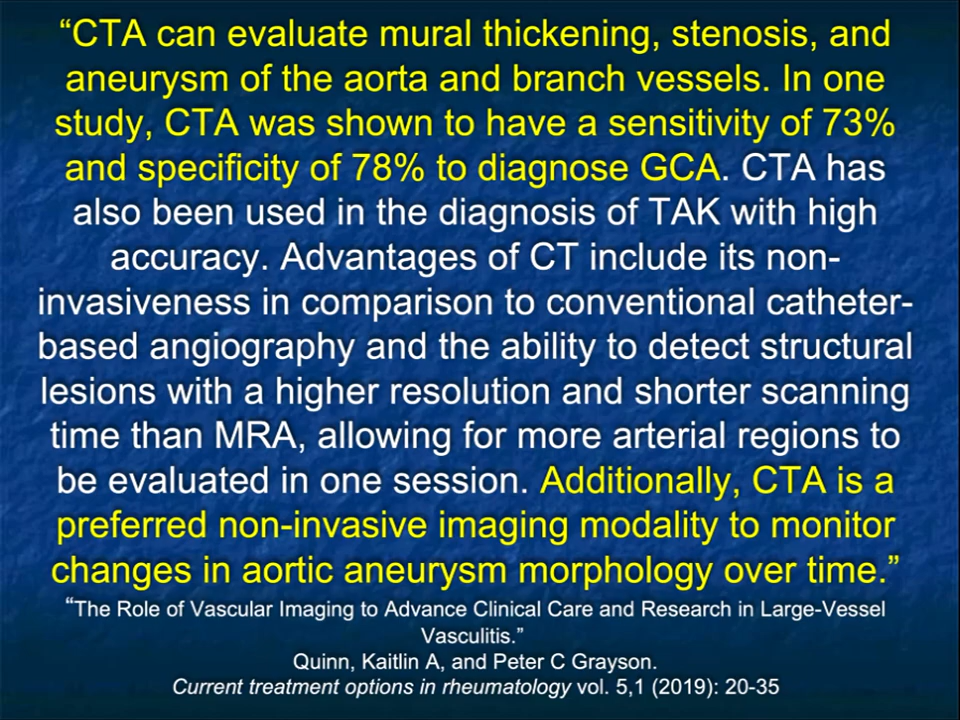 “CTA can evaluate mural thickening, stenosis, and
aneurysm of the aorta and branch vessels. In one
study, CTA was shown to have a sensitivity of 73%
and specificity of 78% to diagnose GCA. CTA has
also been used in the diagnosis of TAK with high
accuracy. Advantages of CT include its non-
invasiveness in comparison to conventional catheter-
based angiography and the ability to detect structural
lesions with a higher resolution and shorter scanning
time than MRA, allowing for more arterial regions to
be evaluated in one session. Additionally, CTA is a
preferred non-invasive imaging modality to monitor
changes in aortic aneurysm morphology over time.”
“The Role of Vascular Imaging to Advance Clinical Care and Research in Large-Vessel
Vasculitis.”
Quinn, Kaitlin A, and Peter C Grayson.
Current treatment options in rheumatology vol. 5,1 (2019): 20-35